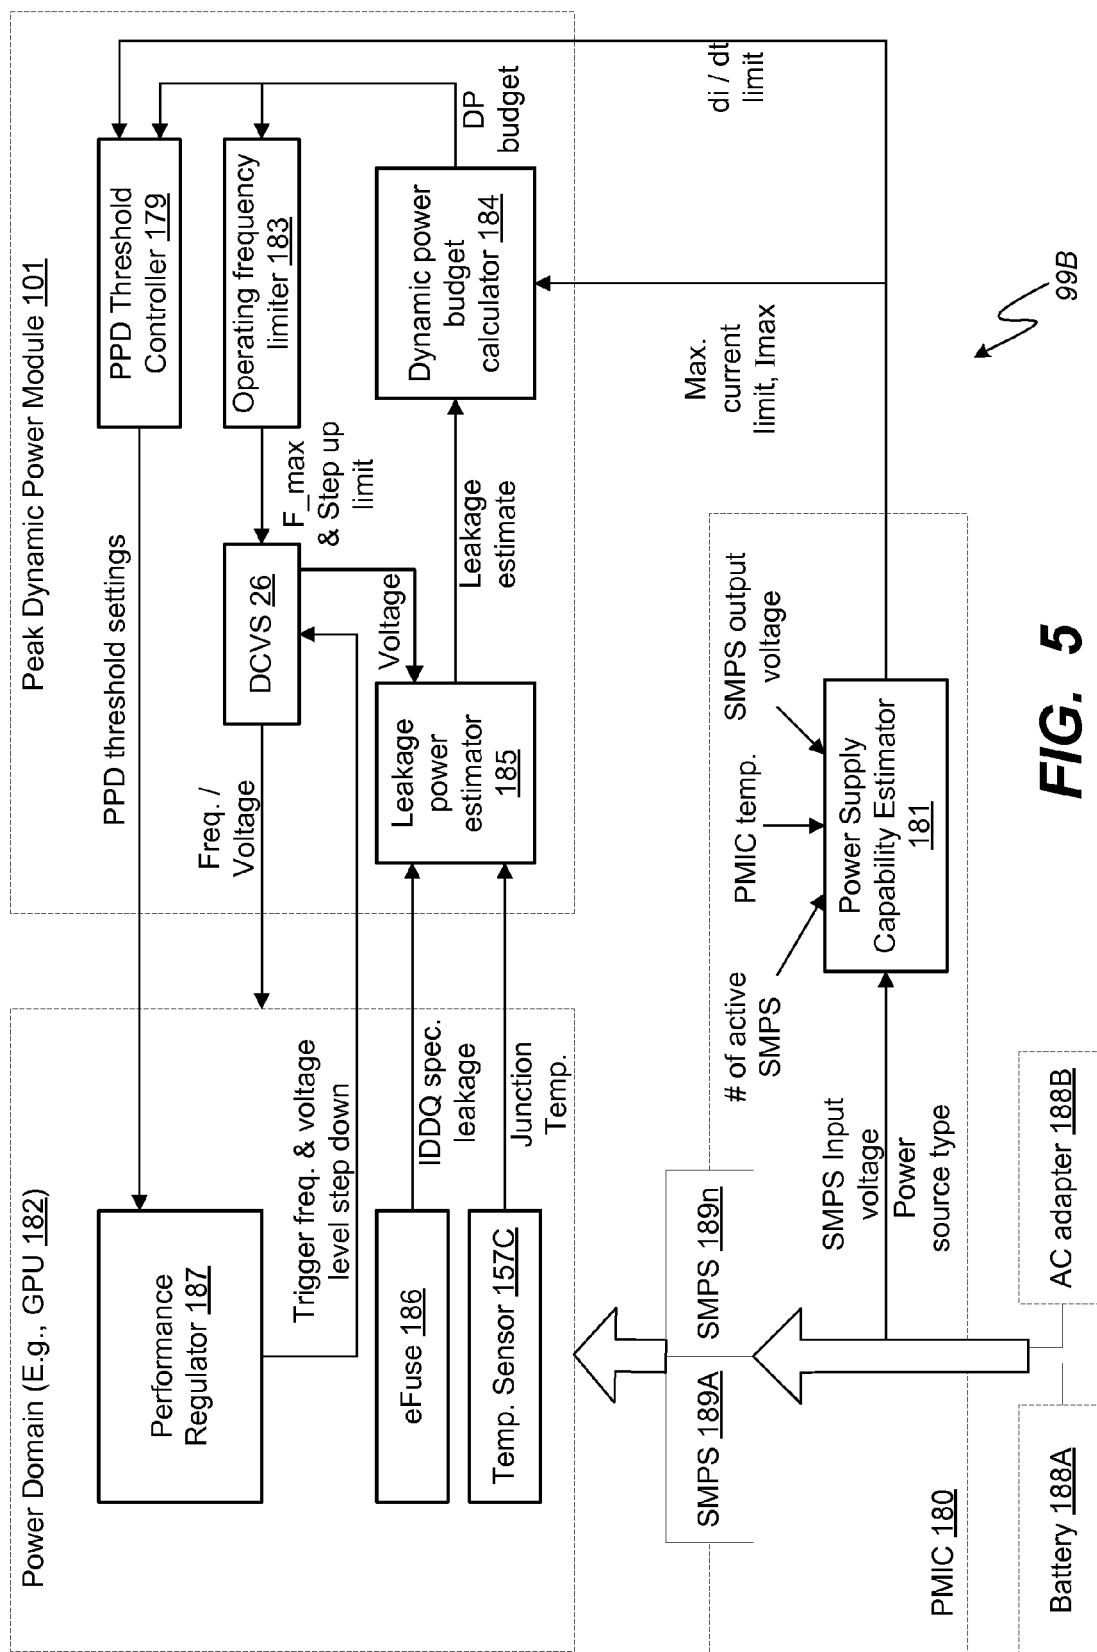 Power Domain (E.g., GPU 182)
Performance
Regulator 187
Trigger freq. & voltage
level step down
eFuse 186
Temp. Sensor 157C
IDDQ spec.
leakage
Junction
Temp.
Peak Dynamic Power Module 101
PPD threshold settings
PPD Threshold
Controller 179
Freq. /
Voltage
DCVS 26
F_max
& Step up
limit
Operating frequency
limiter 183
Voltage
Leakage
power
estimator
185
Leakage
estimate
Dynamic power
budget
calculator 184
DP
budget
di / dt
limit
Max.
current
limit, Imax
SMPS 189A
SMPS 189n
# of active
SMPS
PMIC temp.
SMPS output
voltage
SMPS Input
voltage
Power
source type
Power Supply
Capability Estimator
181
PMIC 180
Battery 188A
AC adapter 188B
99B
FIG. 5